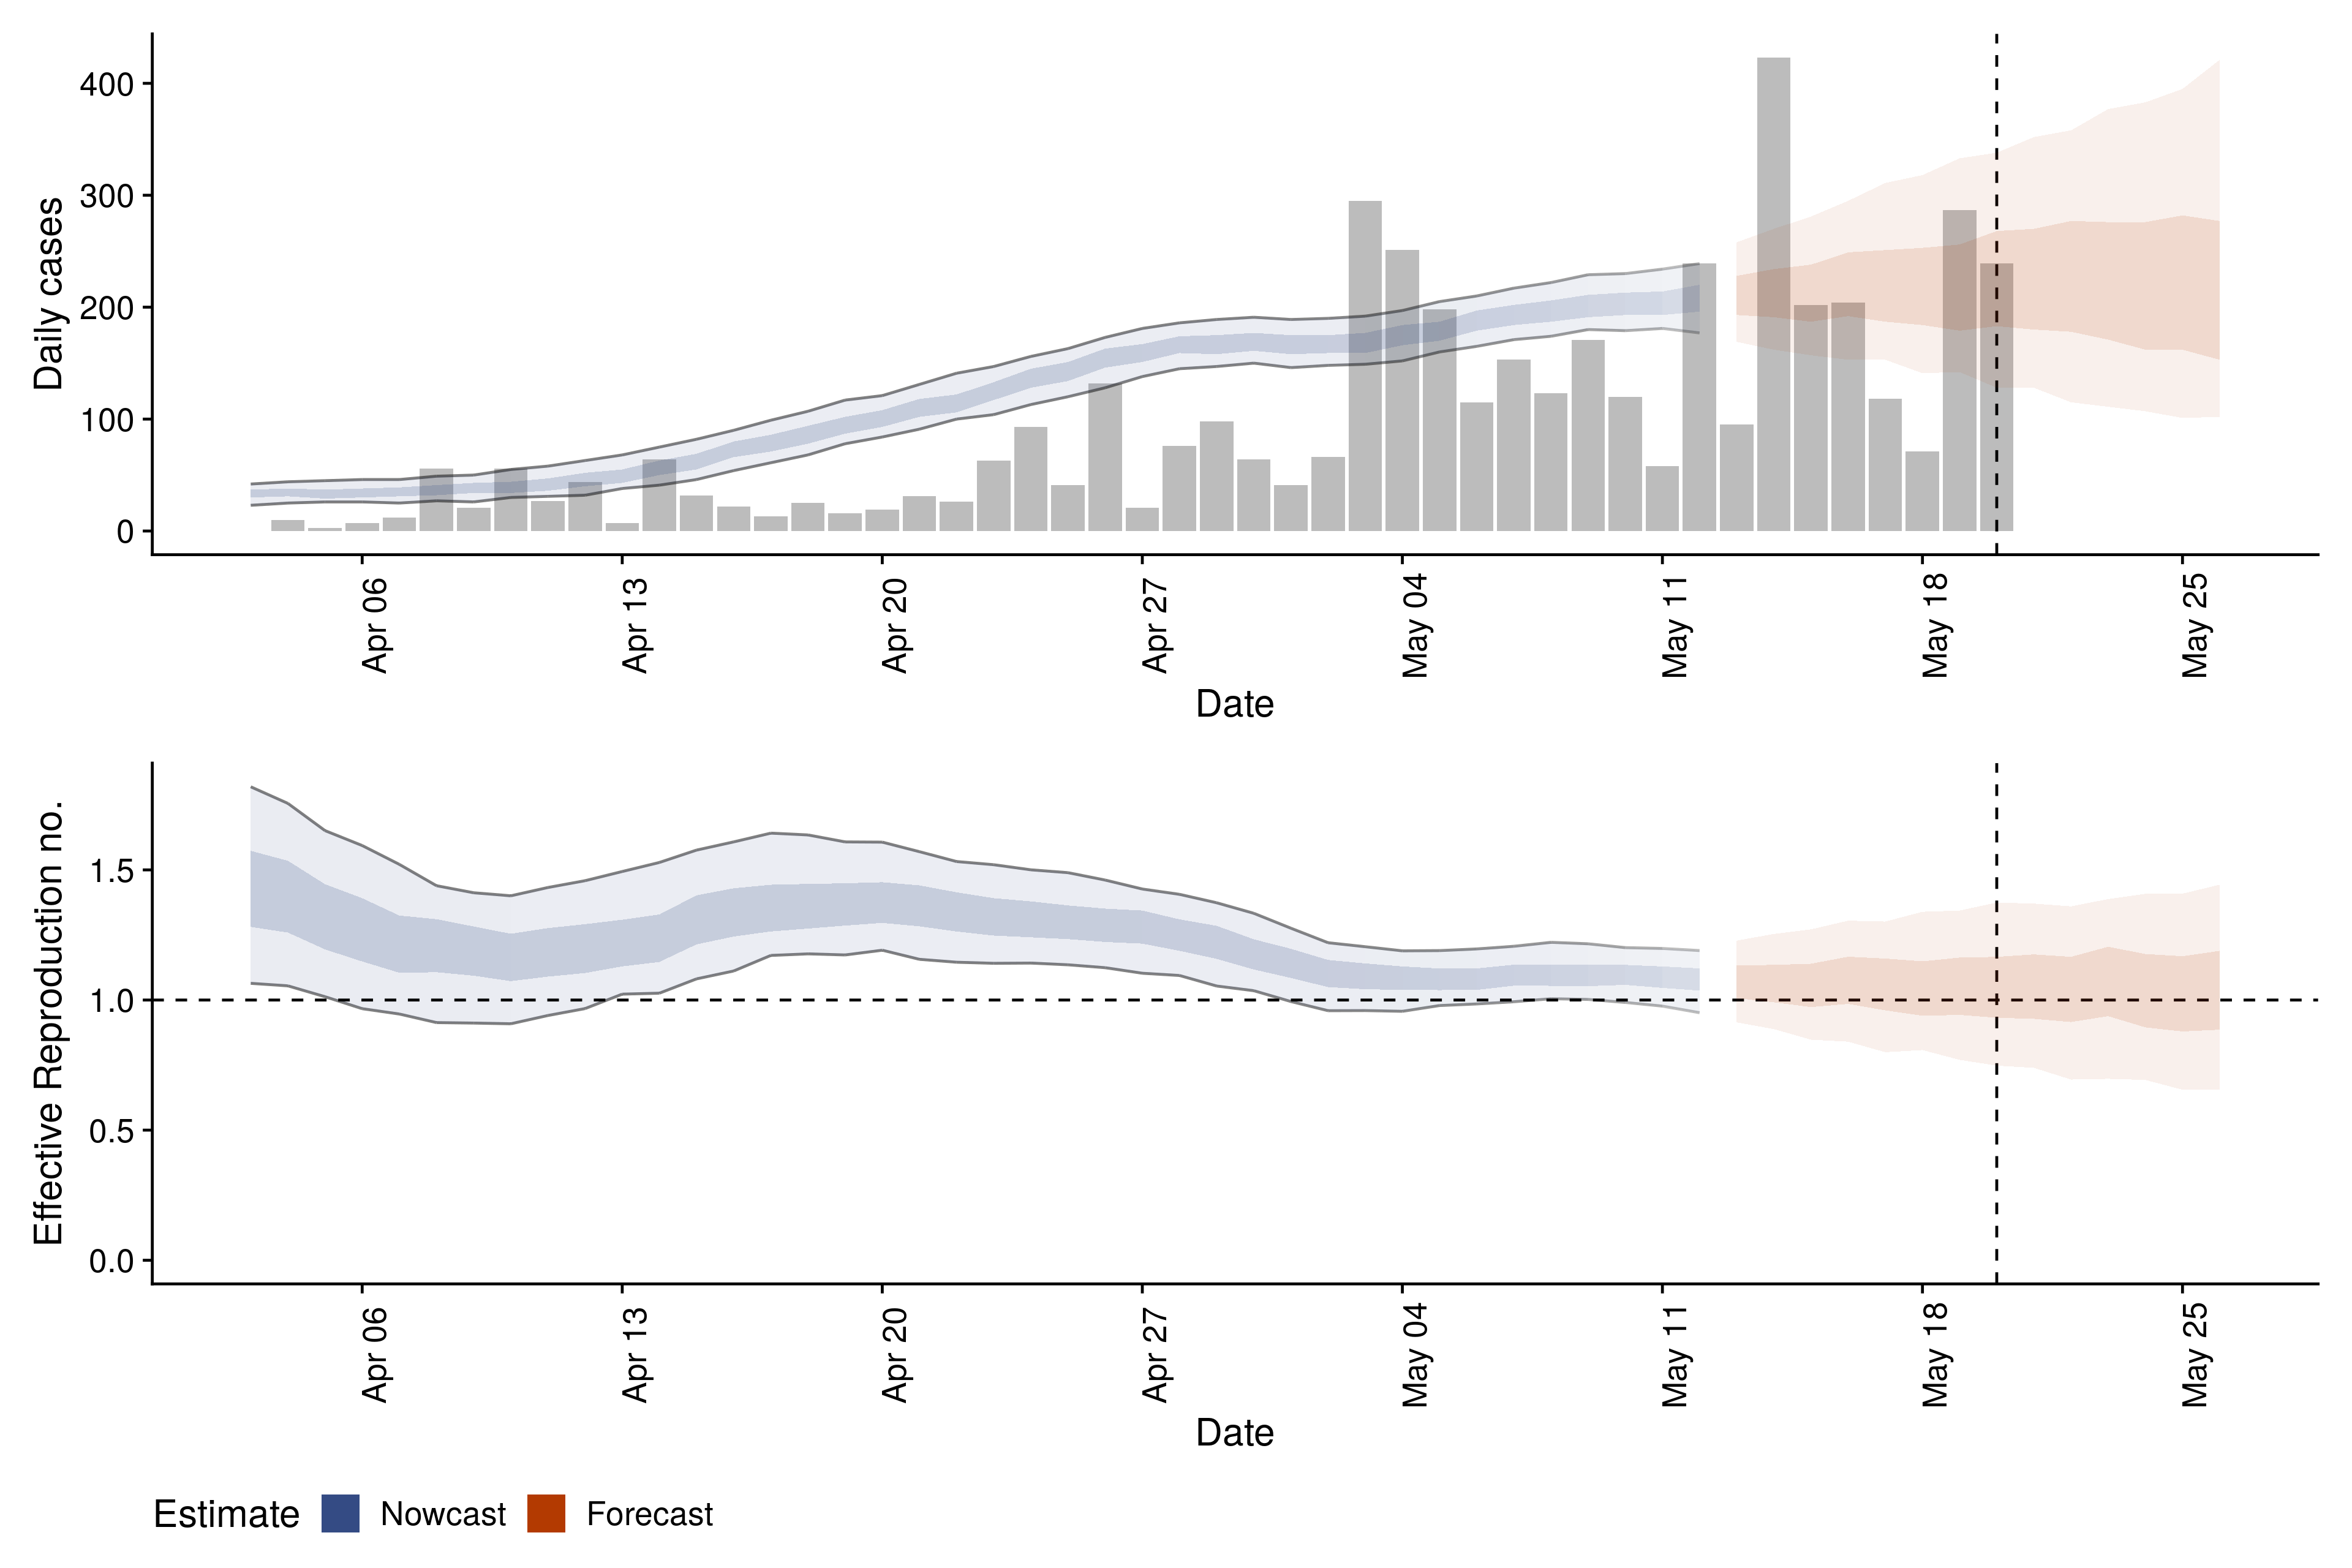 Daily cases
400
300
200
100
0
Apr 06
Apr 13
Apr 20
Apr 27
May 04
May 11
May 18
May 25
Date
Effective Reproduction no.
1.5
1.0
0.5
0.0
Apr 06
Apr 13
Apr 20
Apr 27
May 04
May 11
May 18
May 25
Date
Estimate Nowcast Forecast